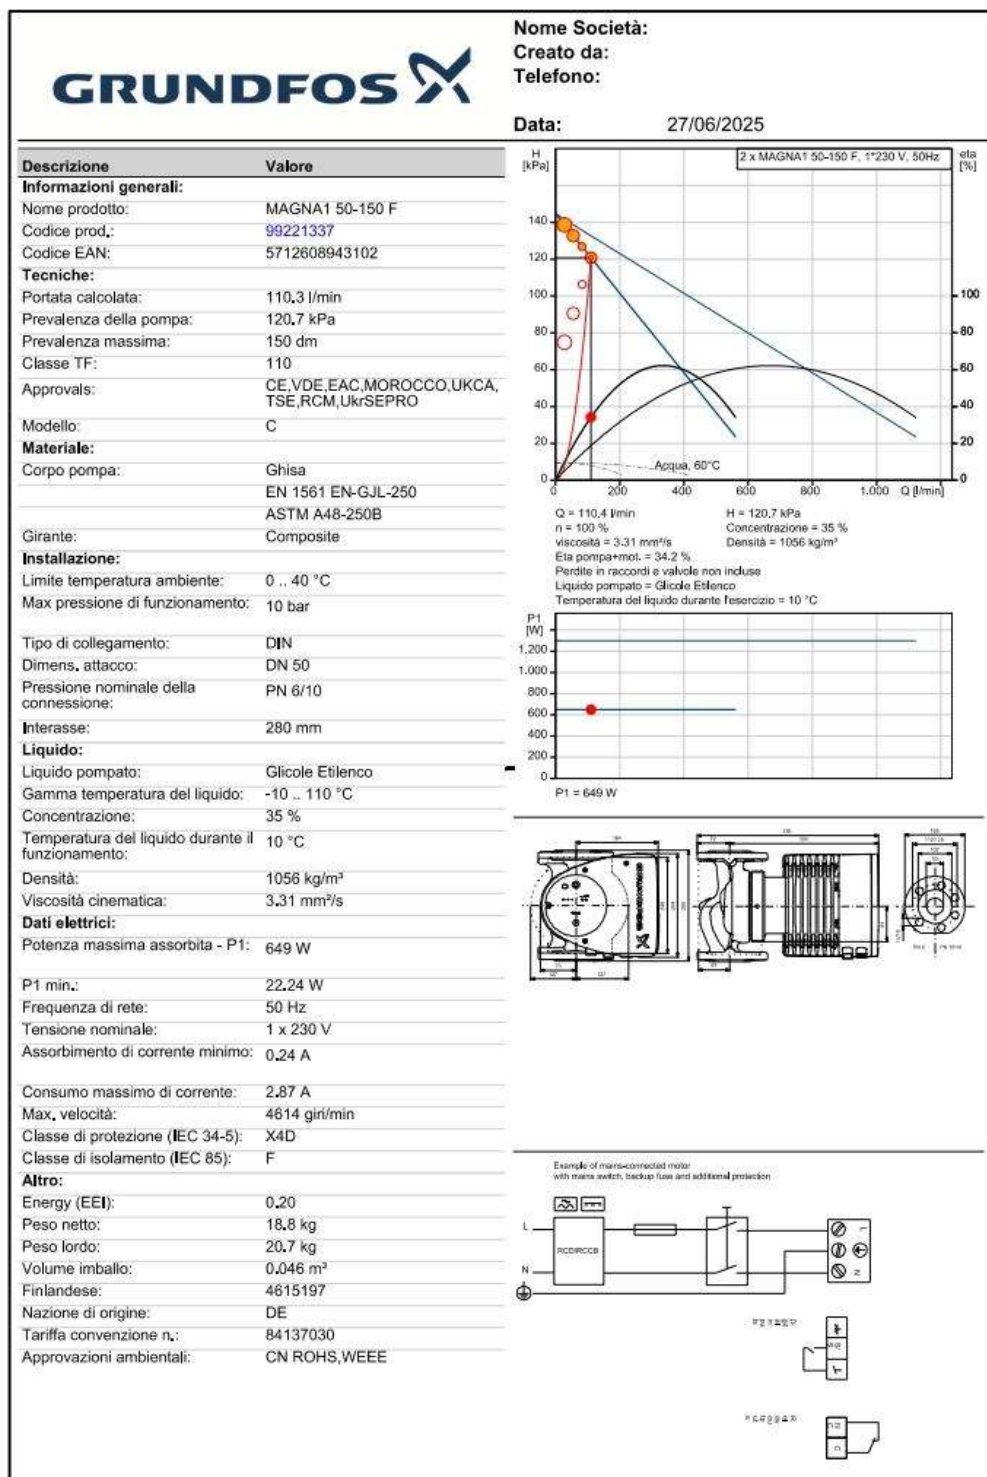 GRUNDFOS
Nome Società:
Creato da:
Telefono:
Data: 27/06/2025
Descrizione Valore
Informazioni generali:
Nome prodotto: MAGNA1 50-150 F
Codice prod.: 99221337
Codice EAN: 5712608943102
Tecniche:
Portata calcolata: 110.3 l/min
Prevalenza della pompa: 120.7 kPa
Prevalenza massima: 150 dm
Classe TF: 110
Approvals: CE,VDE,EAC,MOROCCO,UKCA,
TSE,RCM,UkrSEPRO
Modello: C
Materiale:
Corpo pompa: Ghisa
EN 1561 EN-GJL-250
ASTM A48-250B
Girante: Composite
Installazione:
Limite temperatura ambiente: 0 .. 40 °C
Max pressione di funzionamento: 10 bar
Tipo di collegamento: DIN
Dimens. attacco: DN 50
Pressione nominale della
connessione: PN 6/10
Interasse: 280 mm
Liquido:
Liquido pompato: Glicole Etilenco
Gamma temperatura del liquido: -10 .. 110 °C
Concentrazione: 35 %
Temperatura del liquido durante il
funzionamento: 10 °C
Densità: 1056 kg/m³
Viscosità cinematica: 3.31 mm²/s
Dati elettrici:
Potenza massima assorbita - P1: 649 W
P1 min.: 22.24 W
Frequenza di rete: 50 Hz
Tensione nominale: 1 x 230 V
Assorbimento di corrente minimo: 0.24 A
Consumo massimo di corrente: 2.87 A
Max. velocità: 4614 giri/min
Classe di protezione (IEC 34-5): X4D
Classe di isolamento (IEC 85): F
Altro:
Energy (EEI): 0.20
Peso netto: 18.8 kg
Peso lordo: 20.7 kg
Volume imballo: 0.046 m³
Finlandese: 4615197
Nazione di origine: DE
Tariffa convenzione n.: 84137030
Approvazioni ambientali: CN ROHS,WEEE
H
[kPa]
2 x MAGNA1 50-150 F, 1*230 V, 50Hz
eta
[%]
140
120
100 100
80 80
60 60
40 40
20 20
0 0
Acqua, 60°C
0 200 400 600 800 1.000 Q [l/min]
Q = 110.4 l/min H = 120.7 kPa
n = 100 % Concentrazione = 35 %
viscosità = 3.31 mm²/s Densità = 1056 kg/m³
Eta pompa+mot. = 34.2 %
Perdite in raccordi e valvole non incluse
Liquido pompato = Glicole Etilenco
Temperatura del liquido durante l'esercizio = 10 °C
P1
[W]
1.200
1.000
800
600
400
200
0
P1 = 649 W
GRUNDFOS
Example of mains-connected motor
with mains switch, backup fuse and additional protection
L
RCD/RCCB
N
L
N